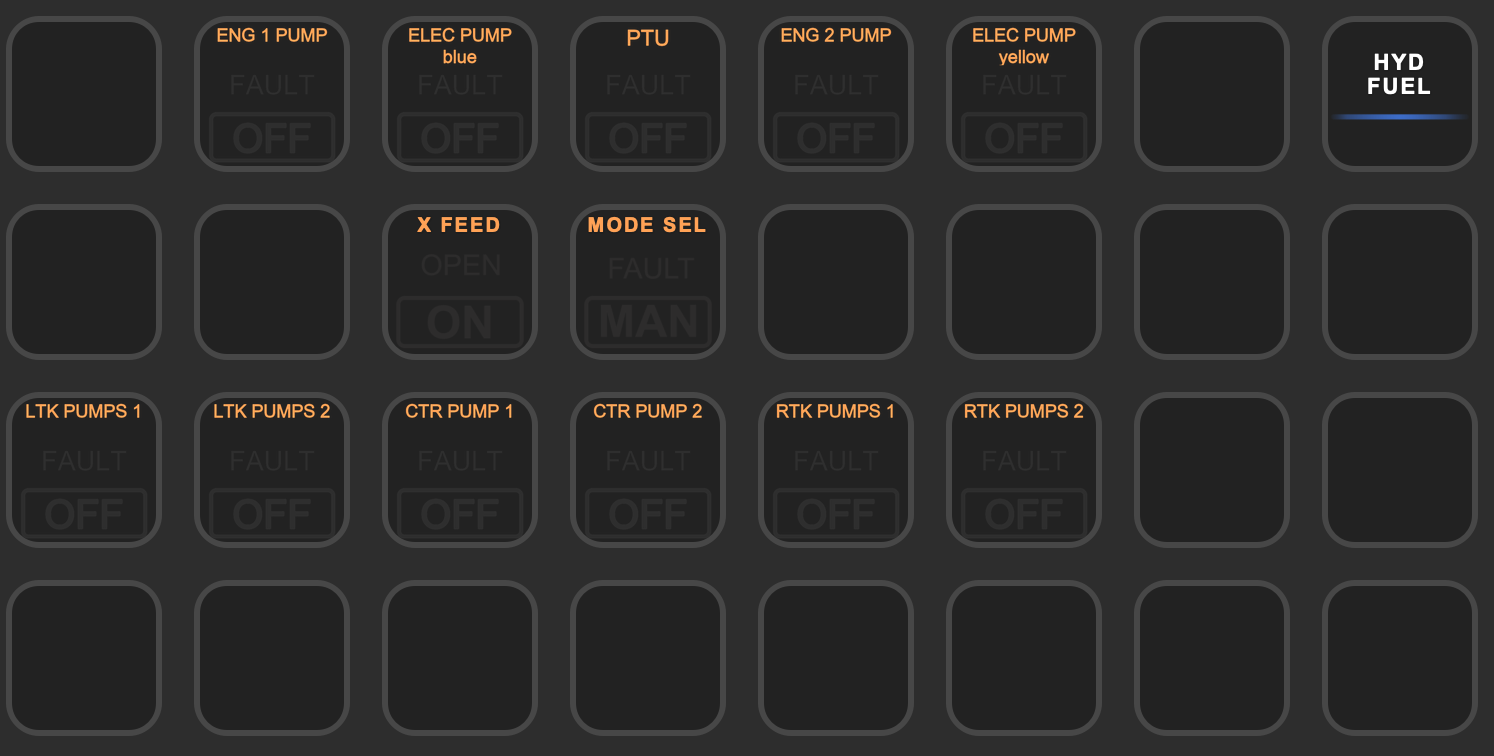 ENG 1 PUMP
FAULT
OFF
ELEC PUMP
blue
FAULT
OFF
PTU
FAULT
OFF
ENG 2 PUMP
FAULT
OFF
ELEC PUMP
yellow
FAULT
OFF
HYD
FUEL
X FEED
OPEN
ON
MODE SEL
FAULT
MAN
LTK PUMPS 1
FAULT
OFF
LTK PUMPS 2
FAULT
OFF
CTR PUMP 1
FAULT
OFF
CTR PUMP 2
FAULT
OFF
RTK PUMPS 1
FAULT
OFF
RTK PUMPS 2
FAULT
OFF